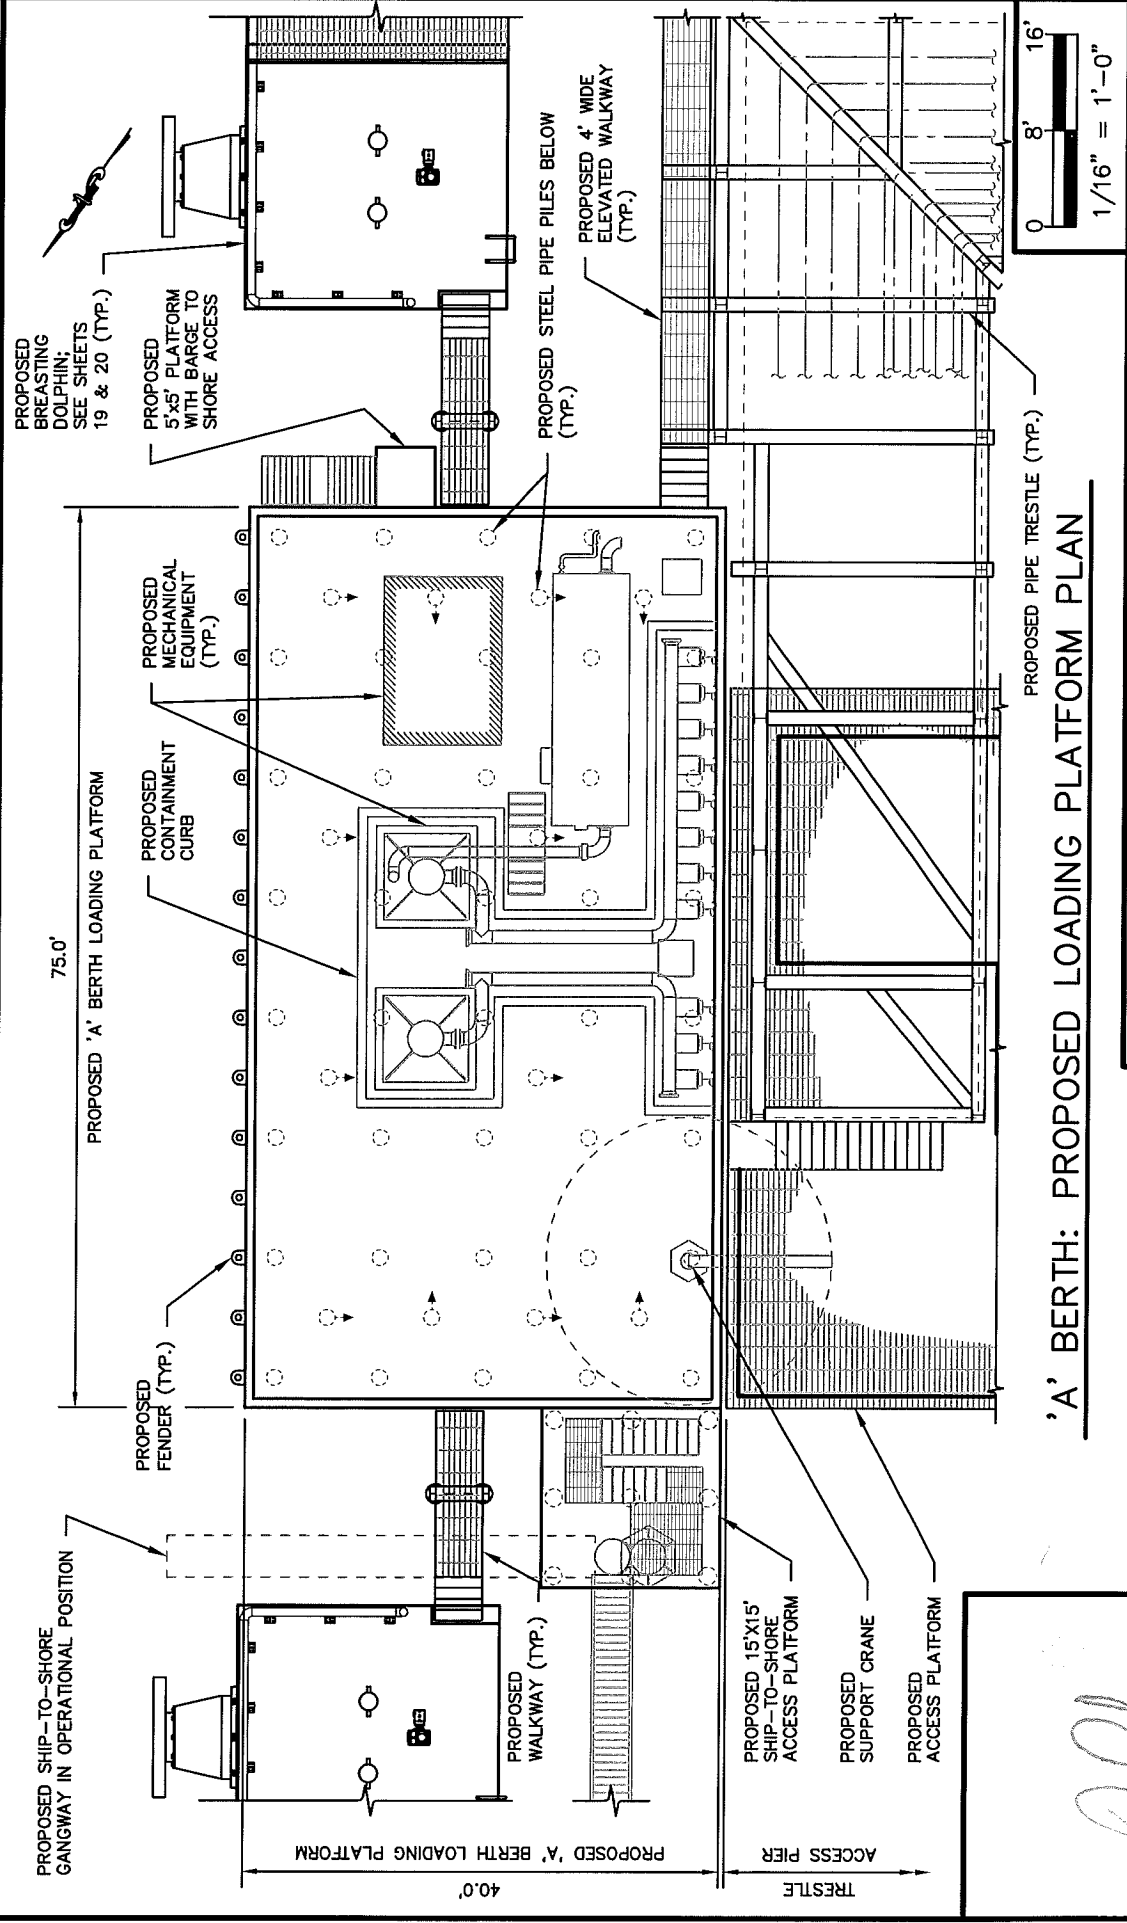 PROPOSED SHIP-TO-SHORE
GANGWAY IN OPERATIONAL POSITION
PROPOSED
FENDER (TYP.)
75.0'
PROPOSED 'A' BERTH LOADING PLATFORM
PROPOSED
CONTAINMENT
CURB
PROPOSED
MECHANICAL
EQUIPMENT
(TYP.)
PROPOSED
BREASTING
DOLPHIN;
SEE SHEETS
19 & 20 (TYP.)
PROPOSED
5'x5' PLATFORM
WITH BARGE TO
SHORE ACCESS
PROPOSED STEEL PIPE PILES BELOW
(TYP.)
PROPOSED 4' WIDE
ELEVATED WALKWAY
(TYP.)
40.0'
PROPOSED 'A' BERTH LOADING PLATFORM
TRESTLE
ACCESS PIER
PROPOSED
WALKWAY (TYP.)
PROPOSED 15'X15'
SHIP-TO-SHORE
ACCESS PLATFORM
PROPOSED
SUPPORT CRANE
PROPOSED
ACCESS PLATFORM
PROPOSED PIPE TRESTLE (TYP.)
'A' BERTH: PROPOSED LOADING PLATFORM PLAN
0 8' 16'
1/16" = 1'-0"